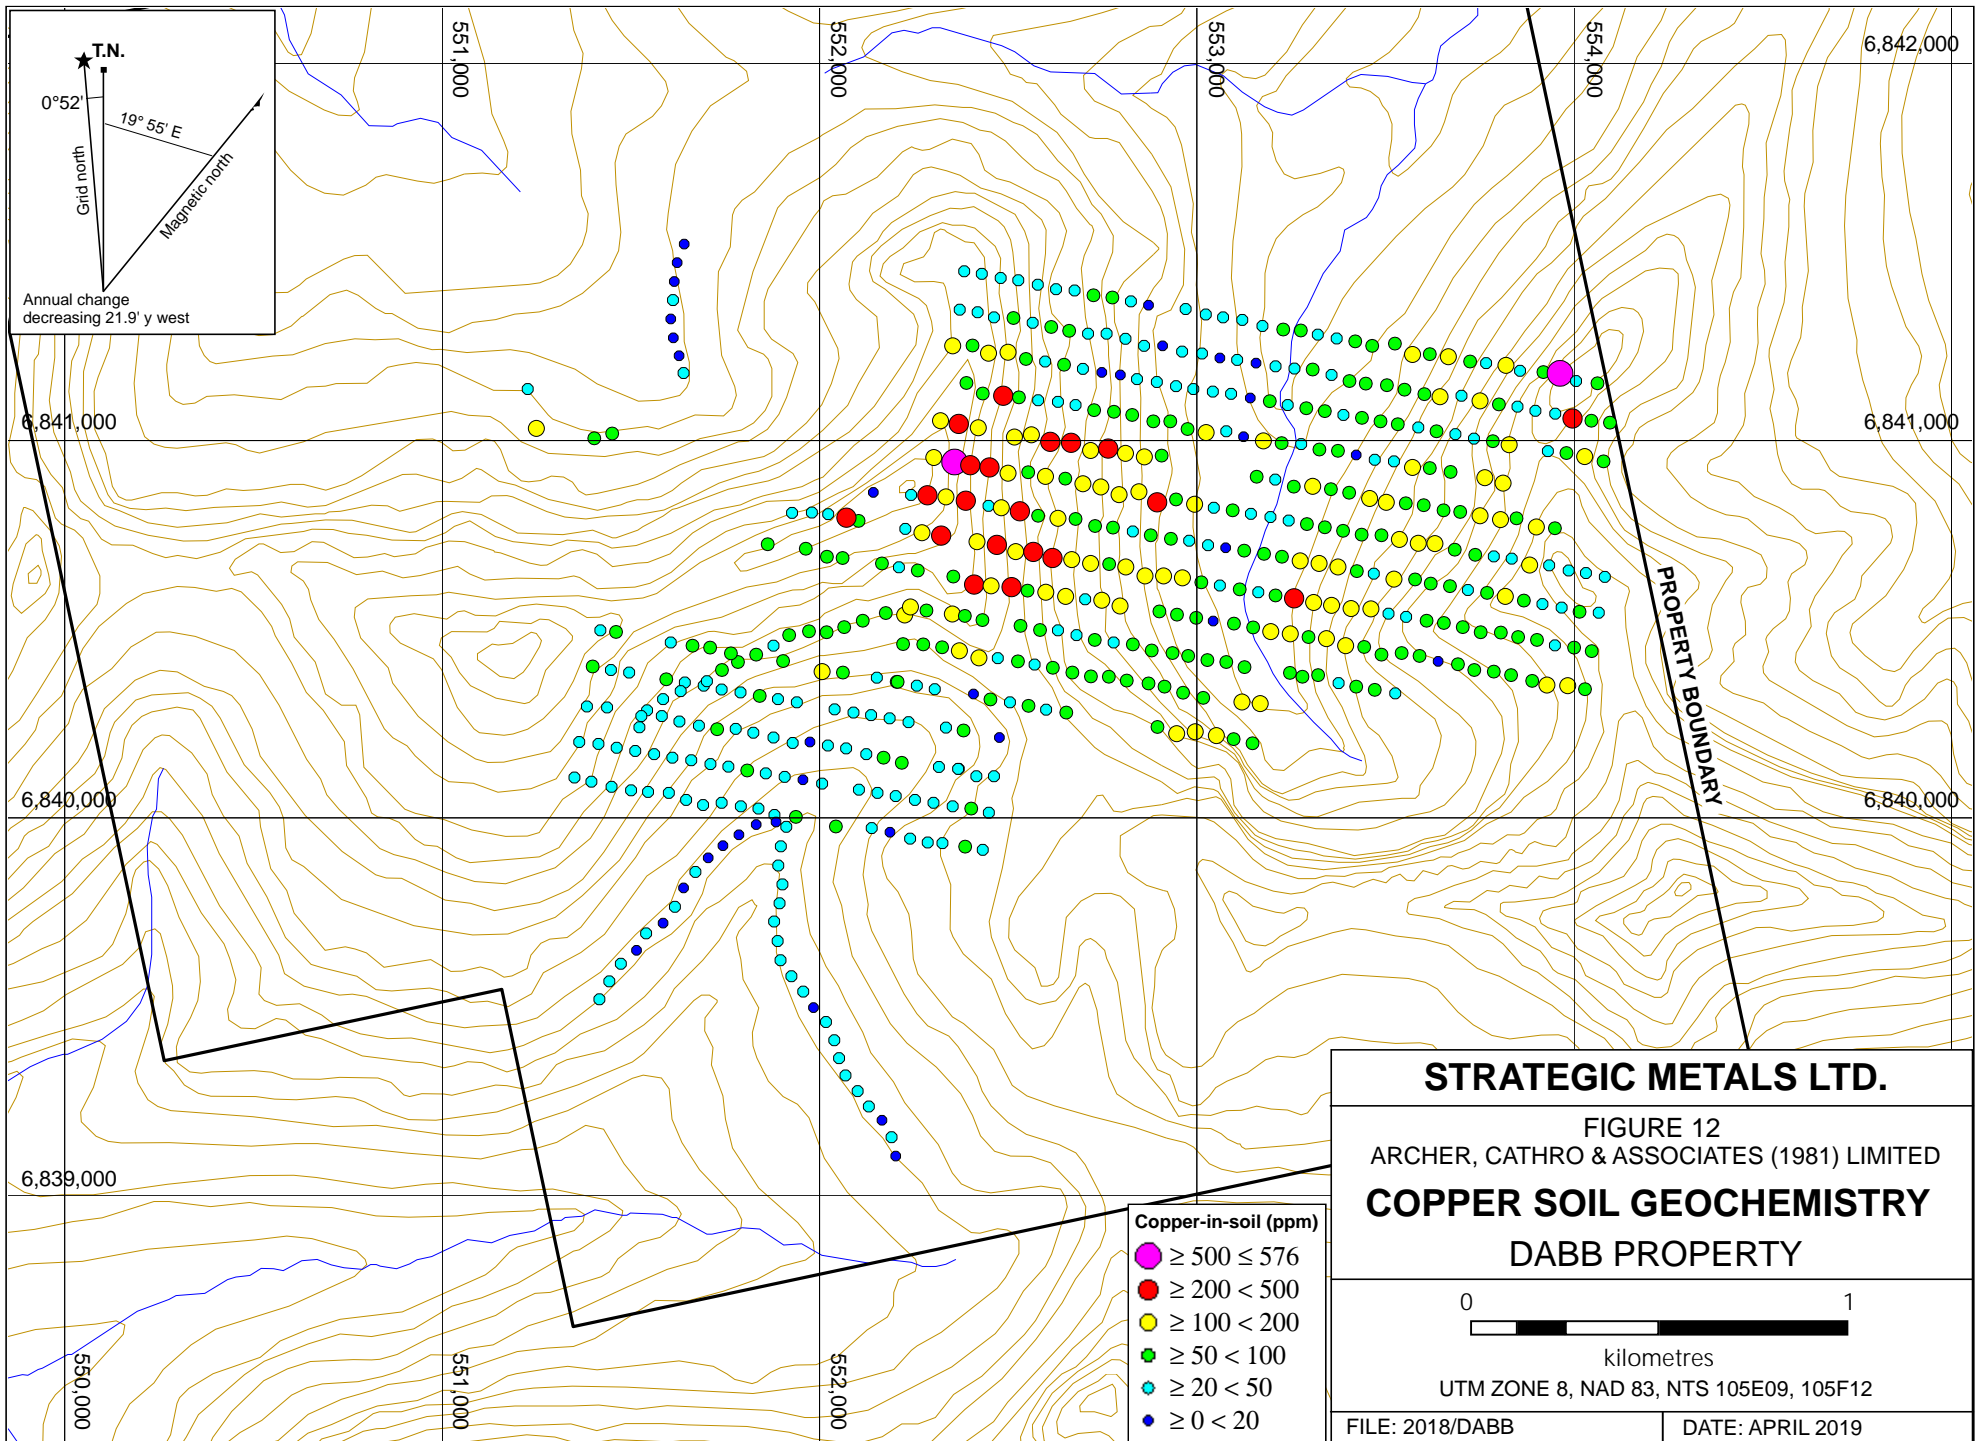 T.N.
0°52'
19° 55' E
Grid north
Magnetic north
Annual change
decreasing 21.9' y west
551,000
552,000
553,000
554,000
6,842,000
6,841,000
6,841,000
6,840,000
6,840,000
6,839,000
550,000
551,000
552,000
PROPERTY BOUNDARY
Copper-in-soil (ppm)
≥ 500 ≤ 576
≥ 200 < 500
≥ 100 < 200
≥ 50 < 100
≥ 20 < 50
≥ 0 < 20
STRATEGIC METALS LTD.
FIGURE 12
ARCHER, CATHRO & ASSOCIATES (1981) LIMITED
COPPER SOIL GEOCHEMISTRY
DABB PROPERTY
0 1
kilometres
UTM ZONE 8, NAD 83, NTS 105E09, 105F12
FILE: 2018/DABB DATE: APRIL 2019